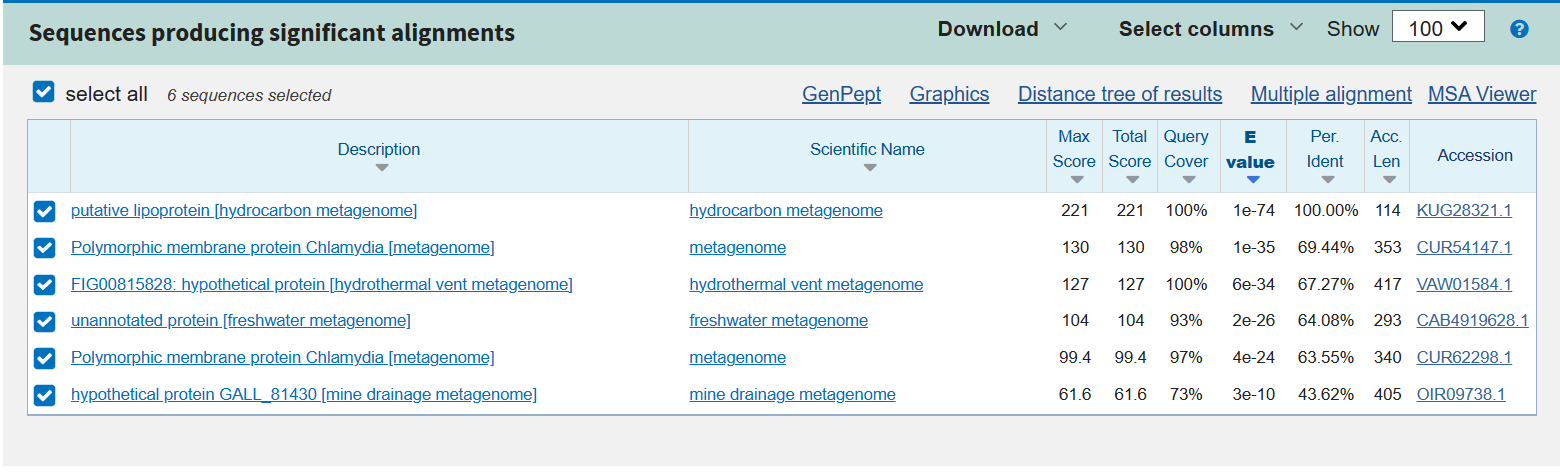 Sequences producing significant alignments Download Select columns Show 100 ?
select all 6 sequences selected GenPept Graphics Distance tree of results Multiple alignment MSA Viewer
Description Scientific Name Max Score Total Score Query Cover E value Per. Ident Acc. Len Accession
putative lipoprotein [hydrocarbon metagenome] hydrocarbon metagenome 221 221 100% 1e-74 100.00% 114 KUG28321.1
Polymorphic membrane protein Chlamydia [metagenome] metagenome 130 130 98% 1e-35 69.44% 353 CUR54147.1
FIG00815828: hypothetical protein [hydrothermal vent metagenome] hydrothermal vent metagenome 127 127 100% 6e-34 67.27% 417 VAW01584.1
unannotated protein [freshwater metagenome] freshwater metagenome 104 104 93% 2e-26 64.08% 293 CAB4919628.1
Polymorphic membrane protein Chlamydia [metagenome] metagenome 99.4 99.4 97% 4e-24 63.55% 340 CUR62298.1
hypothetical protein GALL_81430 [mine drainage metagenome] mine drainage metagenome 61.6 61.6 73% 3e-10 43.62% 405 OIR09738.1